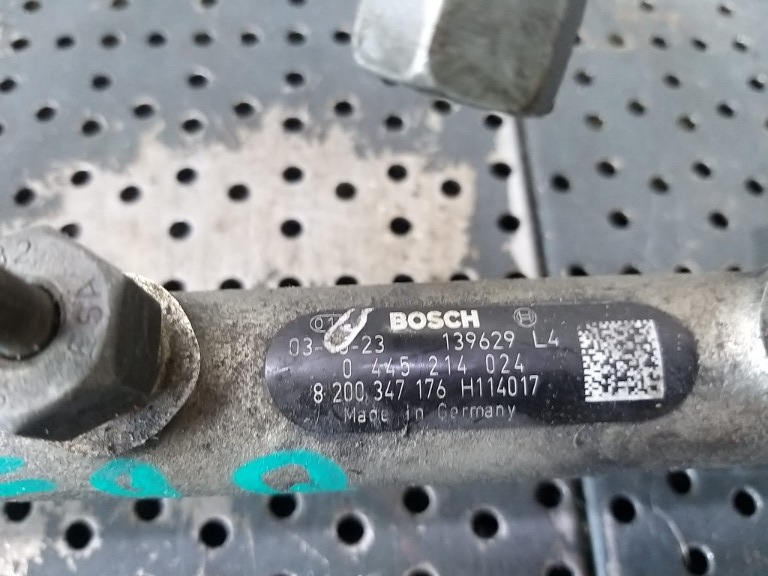 BOSCH
139629 L4
0 445 214 024
8 200 347 176 H114017
Made in Germany